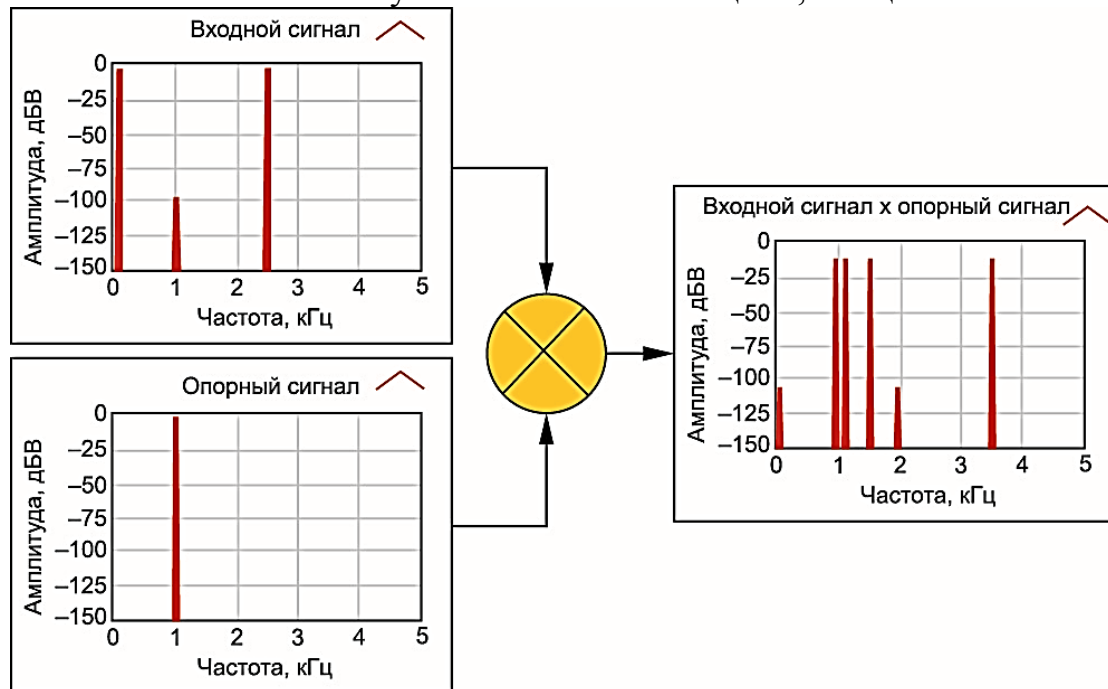 Входной сигнал
Амплитуда, дБВ
0
–25
–50
–75
–100
–125
–150
0 1 2 3 4 5
Частота, кГц
Опорный сигнал
Амплитуда, дБВ
0
–25
–50
–75
–100
–125
–150
0 1 2 3 4 5
Частота, кГц
Входной сигнал x опорный сигнал
Амплитуда, дБВ
0
–25
–50
–75
–100
–125
–150
0 1 2 3 4 5
Частота, кГц